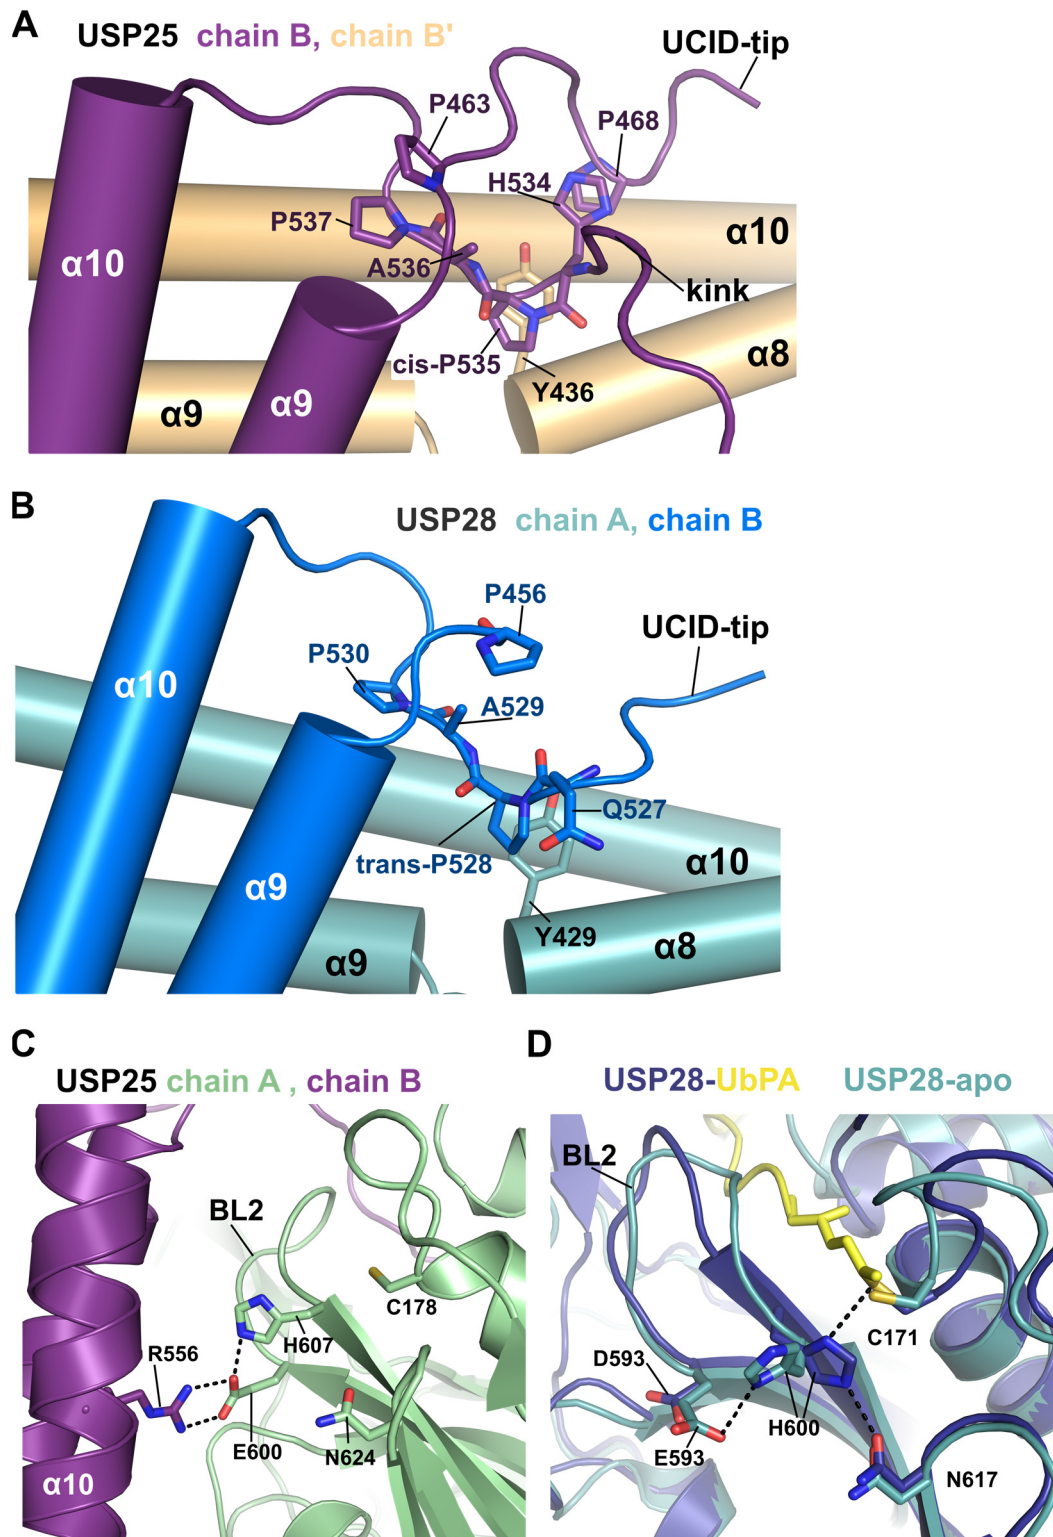 A
USP25 chain B, chain B'
UCID-tip
P463
P468
H534
P537
α10
α10
A536
kink
α8
cis-P535
Y436
α9
α9
B
USP28 chain A, chain B
P456
UCID-tip
P530
α10
A529
Q527
trans-P528
α10
α9
Y429
α8
α9
C
USP25 chain A , chain B
BL2
C178
R556
H607
E600
N624
α10
D
USP28-UbPA USP28-apo
BL2
C171
D593
H600
E593
N617